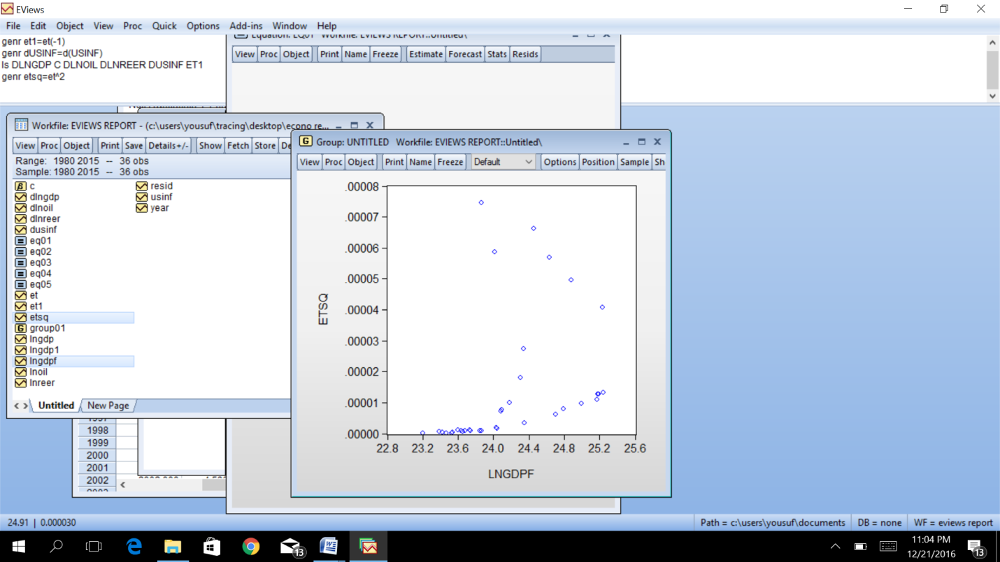 EViews
File Edit Object View Proc Quick Options Add-ins Window Help
genr et1=et(-1)
genr dUSINF=d(USINF)
ls DLNGDP C DLNOIL DLNREER DUSINF ET1
genr etsq=et^2
Equation: EQ01 Workfile: EVIEWS REPORT::Untitled\
View Proc Object Print Name Freeze Estimate Forecast Stats Resids
Workfile: EVIEWS REPORT - (c:\users\yousuf\tracing\desktop\econo re...
View Proc Object Print Save Details+/- Show Fetch Store De
Range: 1980 2015 -- 36 obs
Sample: 1980 2015 -- 36 obs
c
dlngdp
dlnoil
dlnreer
dusinf
eq01
eq02
eq03
eq04
eq05
et
et1
etsq
group01
lngdp
lngdp1
lngdpf
lnoil
lnreer
resid
usinf
year
< > Untitled New Page
Group: UNTITLED Workfile: EVIEWS REPORT::Untitled\
View Proc Object Print Name Freeze Default Options Position Sample Sh
.00008
.00007
.00006
.00005
.00004
.00003
.00002
.00001
.00000
ETSQ
22.8 23.2 23.6 24.0 24.4 24.8 25.2 25.6
LNGDPF
1997
1998
1999
2000
2001
2002
2003
24.91 | 0.000030
Path = c:\users\yousuf\documents DB = none WF = eviews report
13
11:04 PM
12/21/2016
13